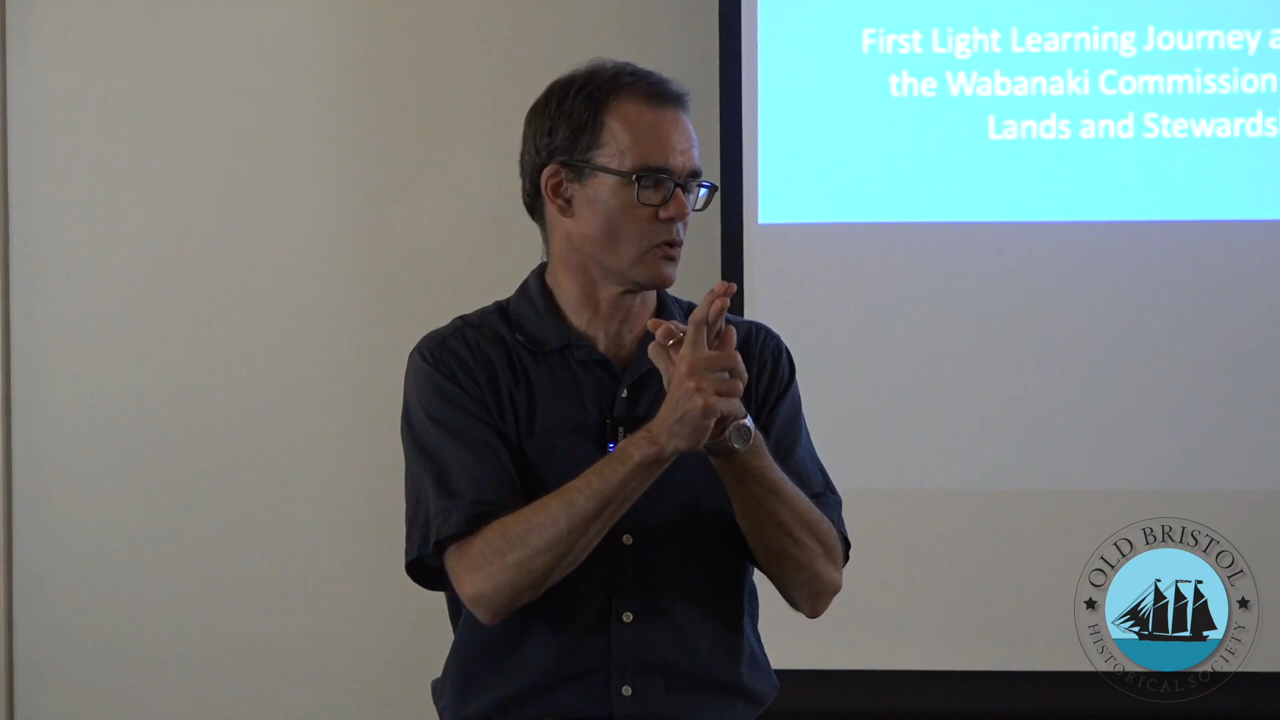 First Light Learning Journey a
the Wabanaki Commission
Lands and Stewards
OLD BRISTOL
HISTORICAL SOCIETY